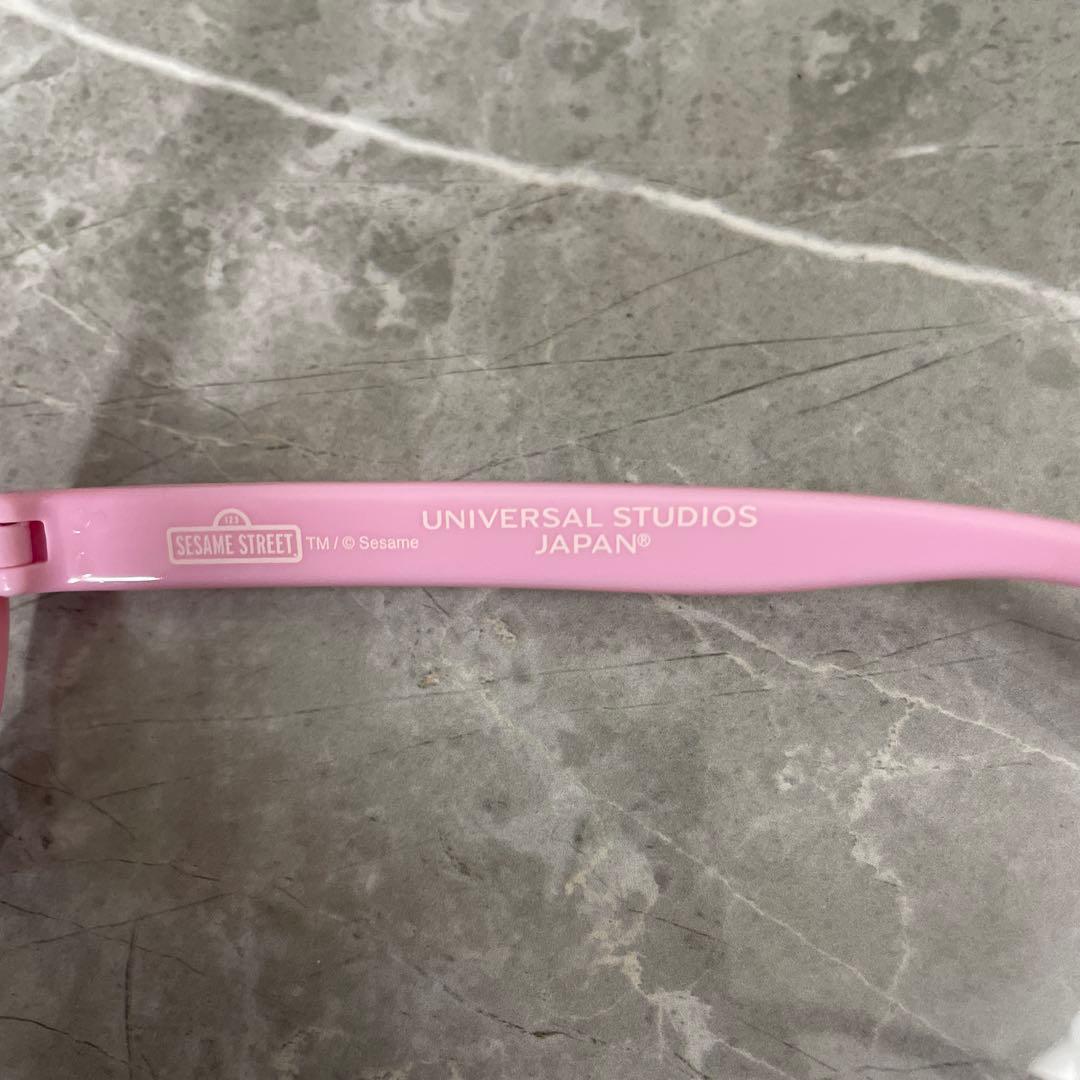 123
SESAME STREET
TM / © Sesame
UNIVERSAL STUDIOS
JAPAN®